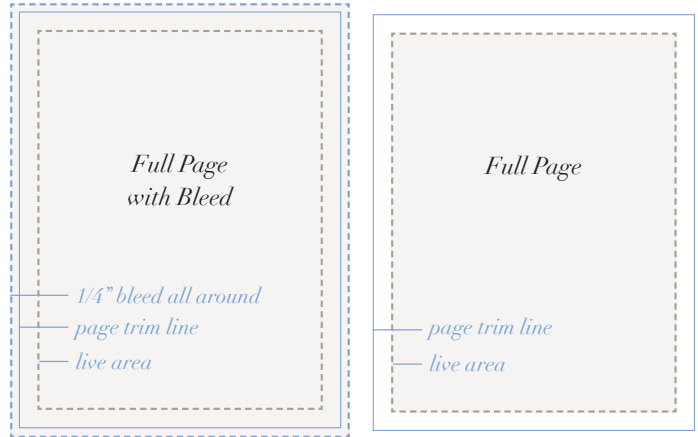 Full Page
with Bleed
1/4” bleed all around
page trim line
live area
Full Page
page trim line
live area